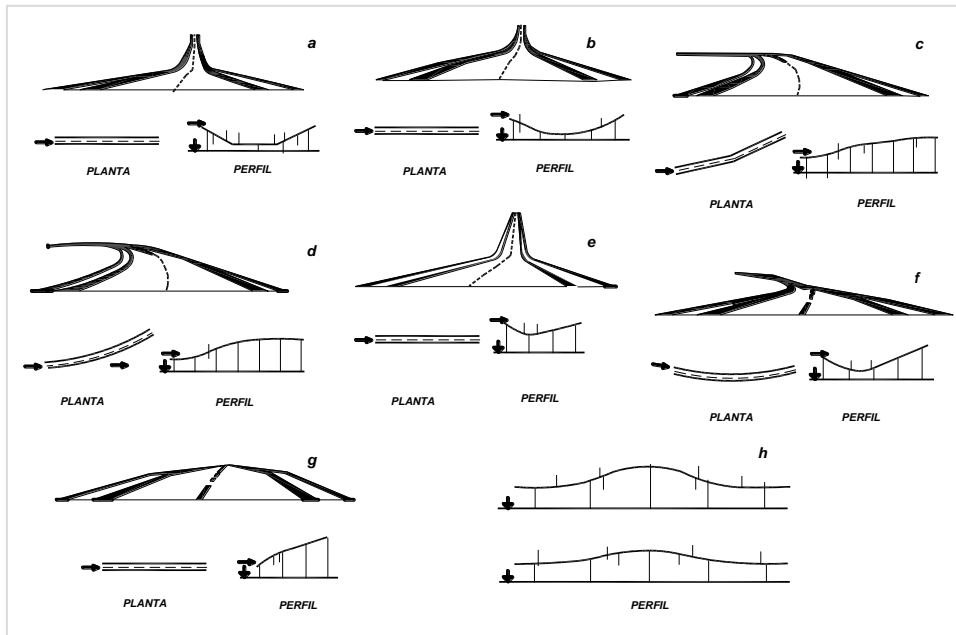 a
PLANTA PERFIL
b
PLANTA PERFIL
c
PLANTA PERFIL
d
PLANTA PERFIL
e
PLANTA PERFIL
f
PLANTA PERFIL
g
PLANTA PERFIL
h
PERFIL